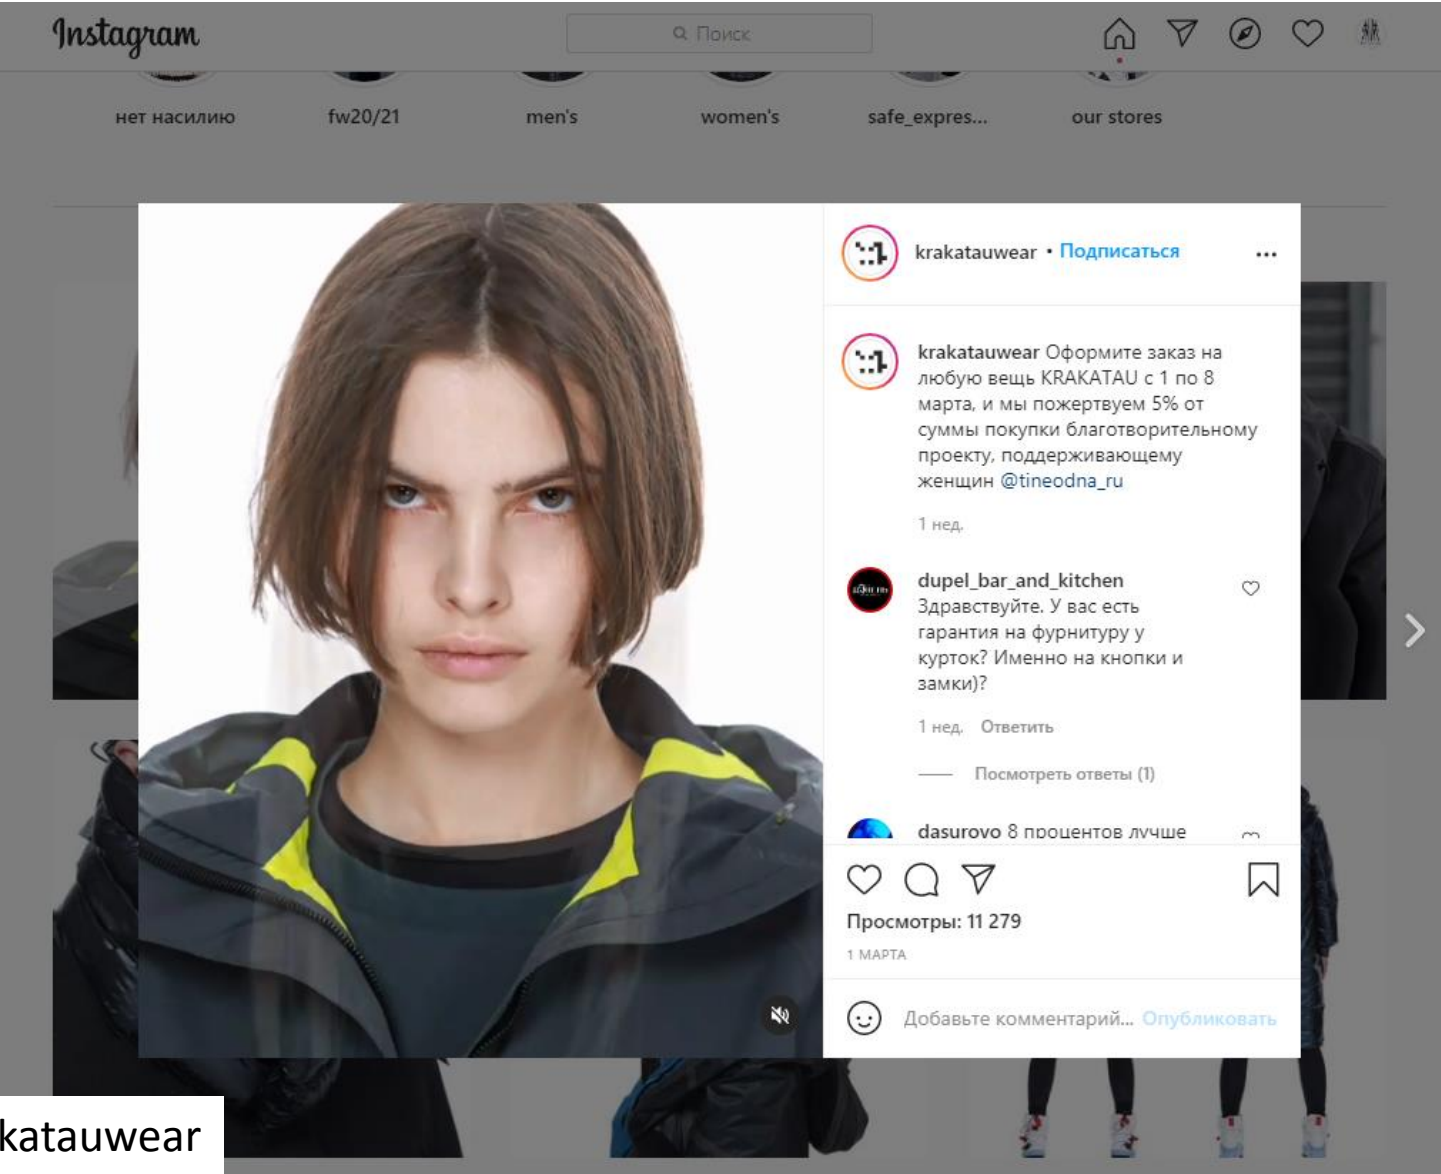 Instagram
Поиск
нет насилию
fw20/21
men's
women's
safe_expres...
our stores
krakatauwear • Подписаться
krakatauwear Оформите заказ на
любую вещь KRAKATAU с 1 по 8
марта, и мы пожертвуем 5% от
суммы покупки благотворительному
проекту, поддерживающему
женщин @tineodna_ru
1 нед.
dupel_bar_and_kitchen
Здравствуйте. У вас есть
гарантия на фурнитуру у
курток? Именно на кнопки и
замки)?
1 нед. Ответить
Посмотреть ответы (1)
dasurovo 8 процентов лучше
Просмотры: 11 279
1 МАРТА
Добавьте комментарий... Опубликовать
katauwear